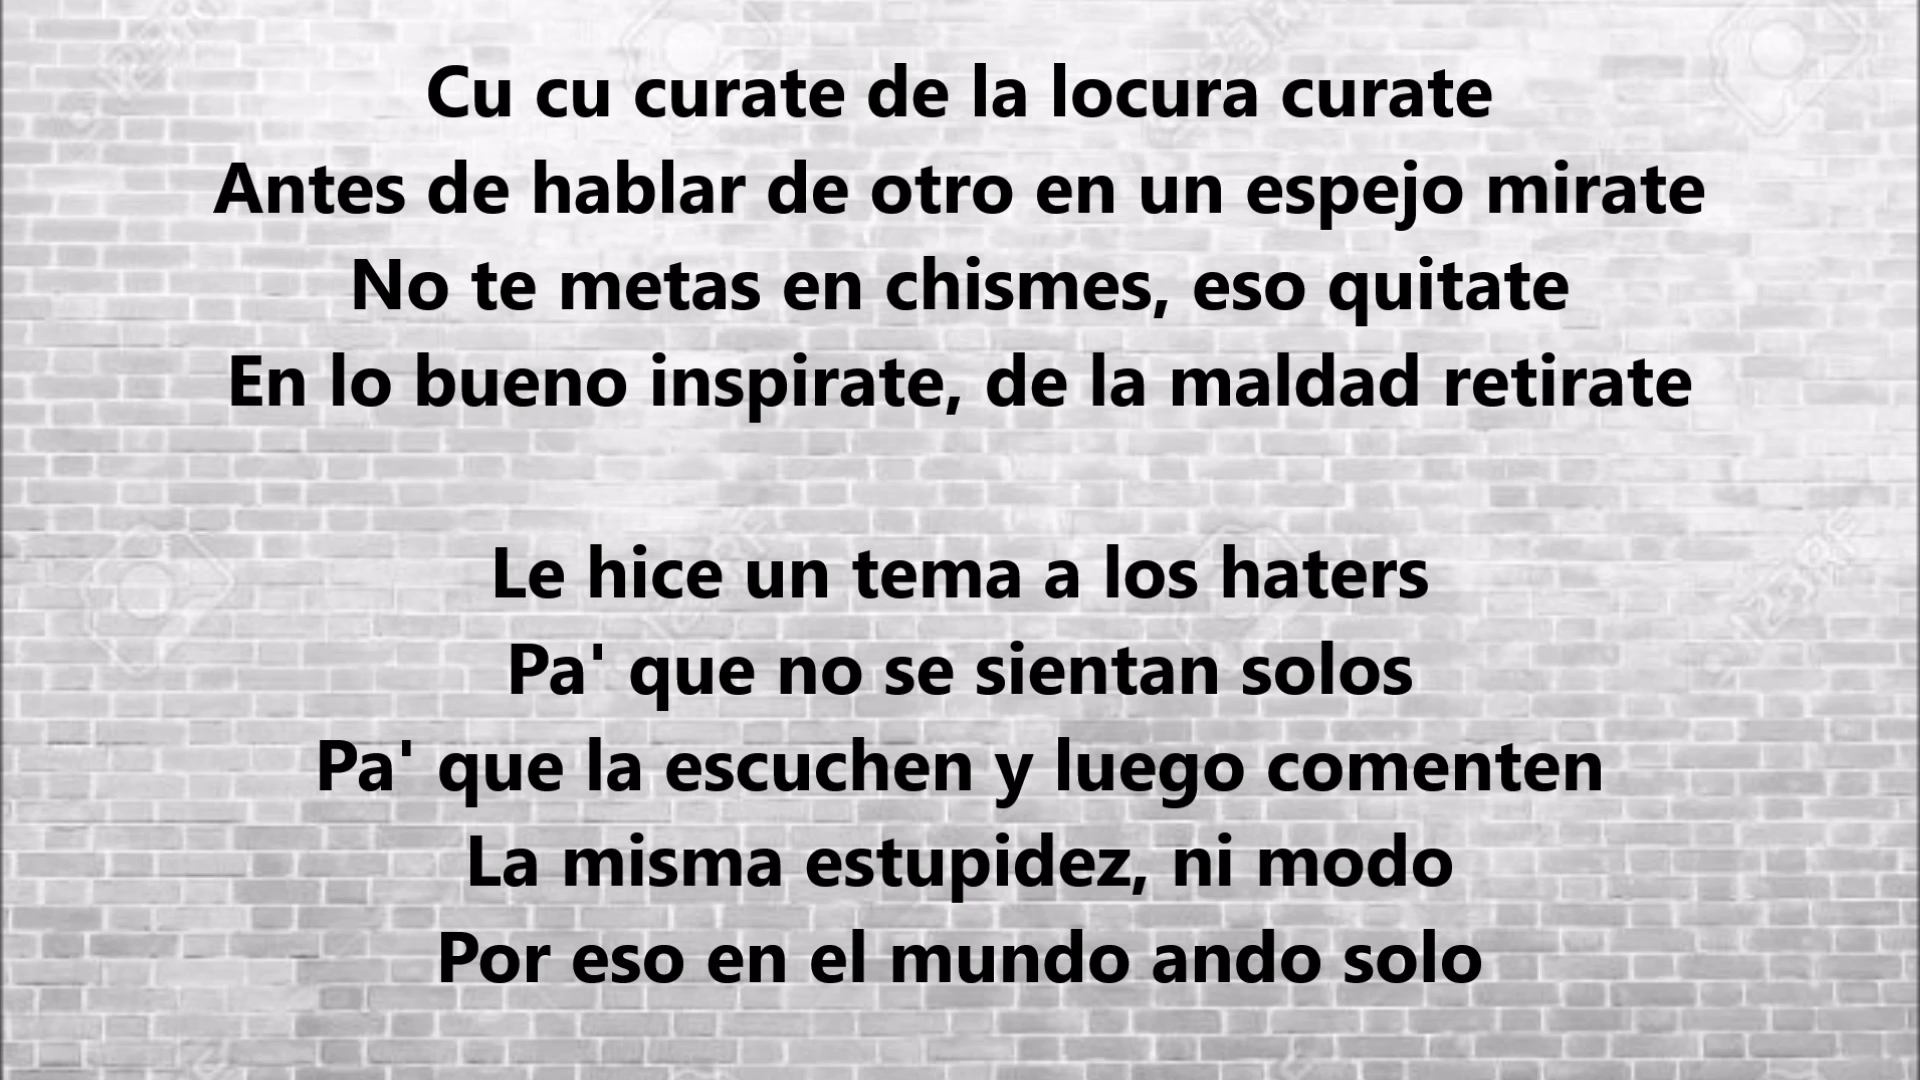 Cu cu curate de la locura curate
Antes de hablar de otro en un espejo mirate
No te metas en chismes, eso quitate
En lo bueno inspirate, de la maldad retirate
Le hice un tema a los haters
Pa' que no se sientan solos
Pa' que la escuchen y luego comenten
La misma estupidez, ni modo
Por eso en el mundo ando solo